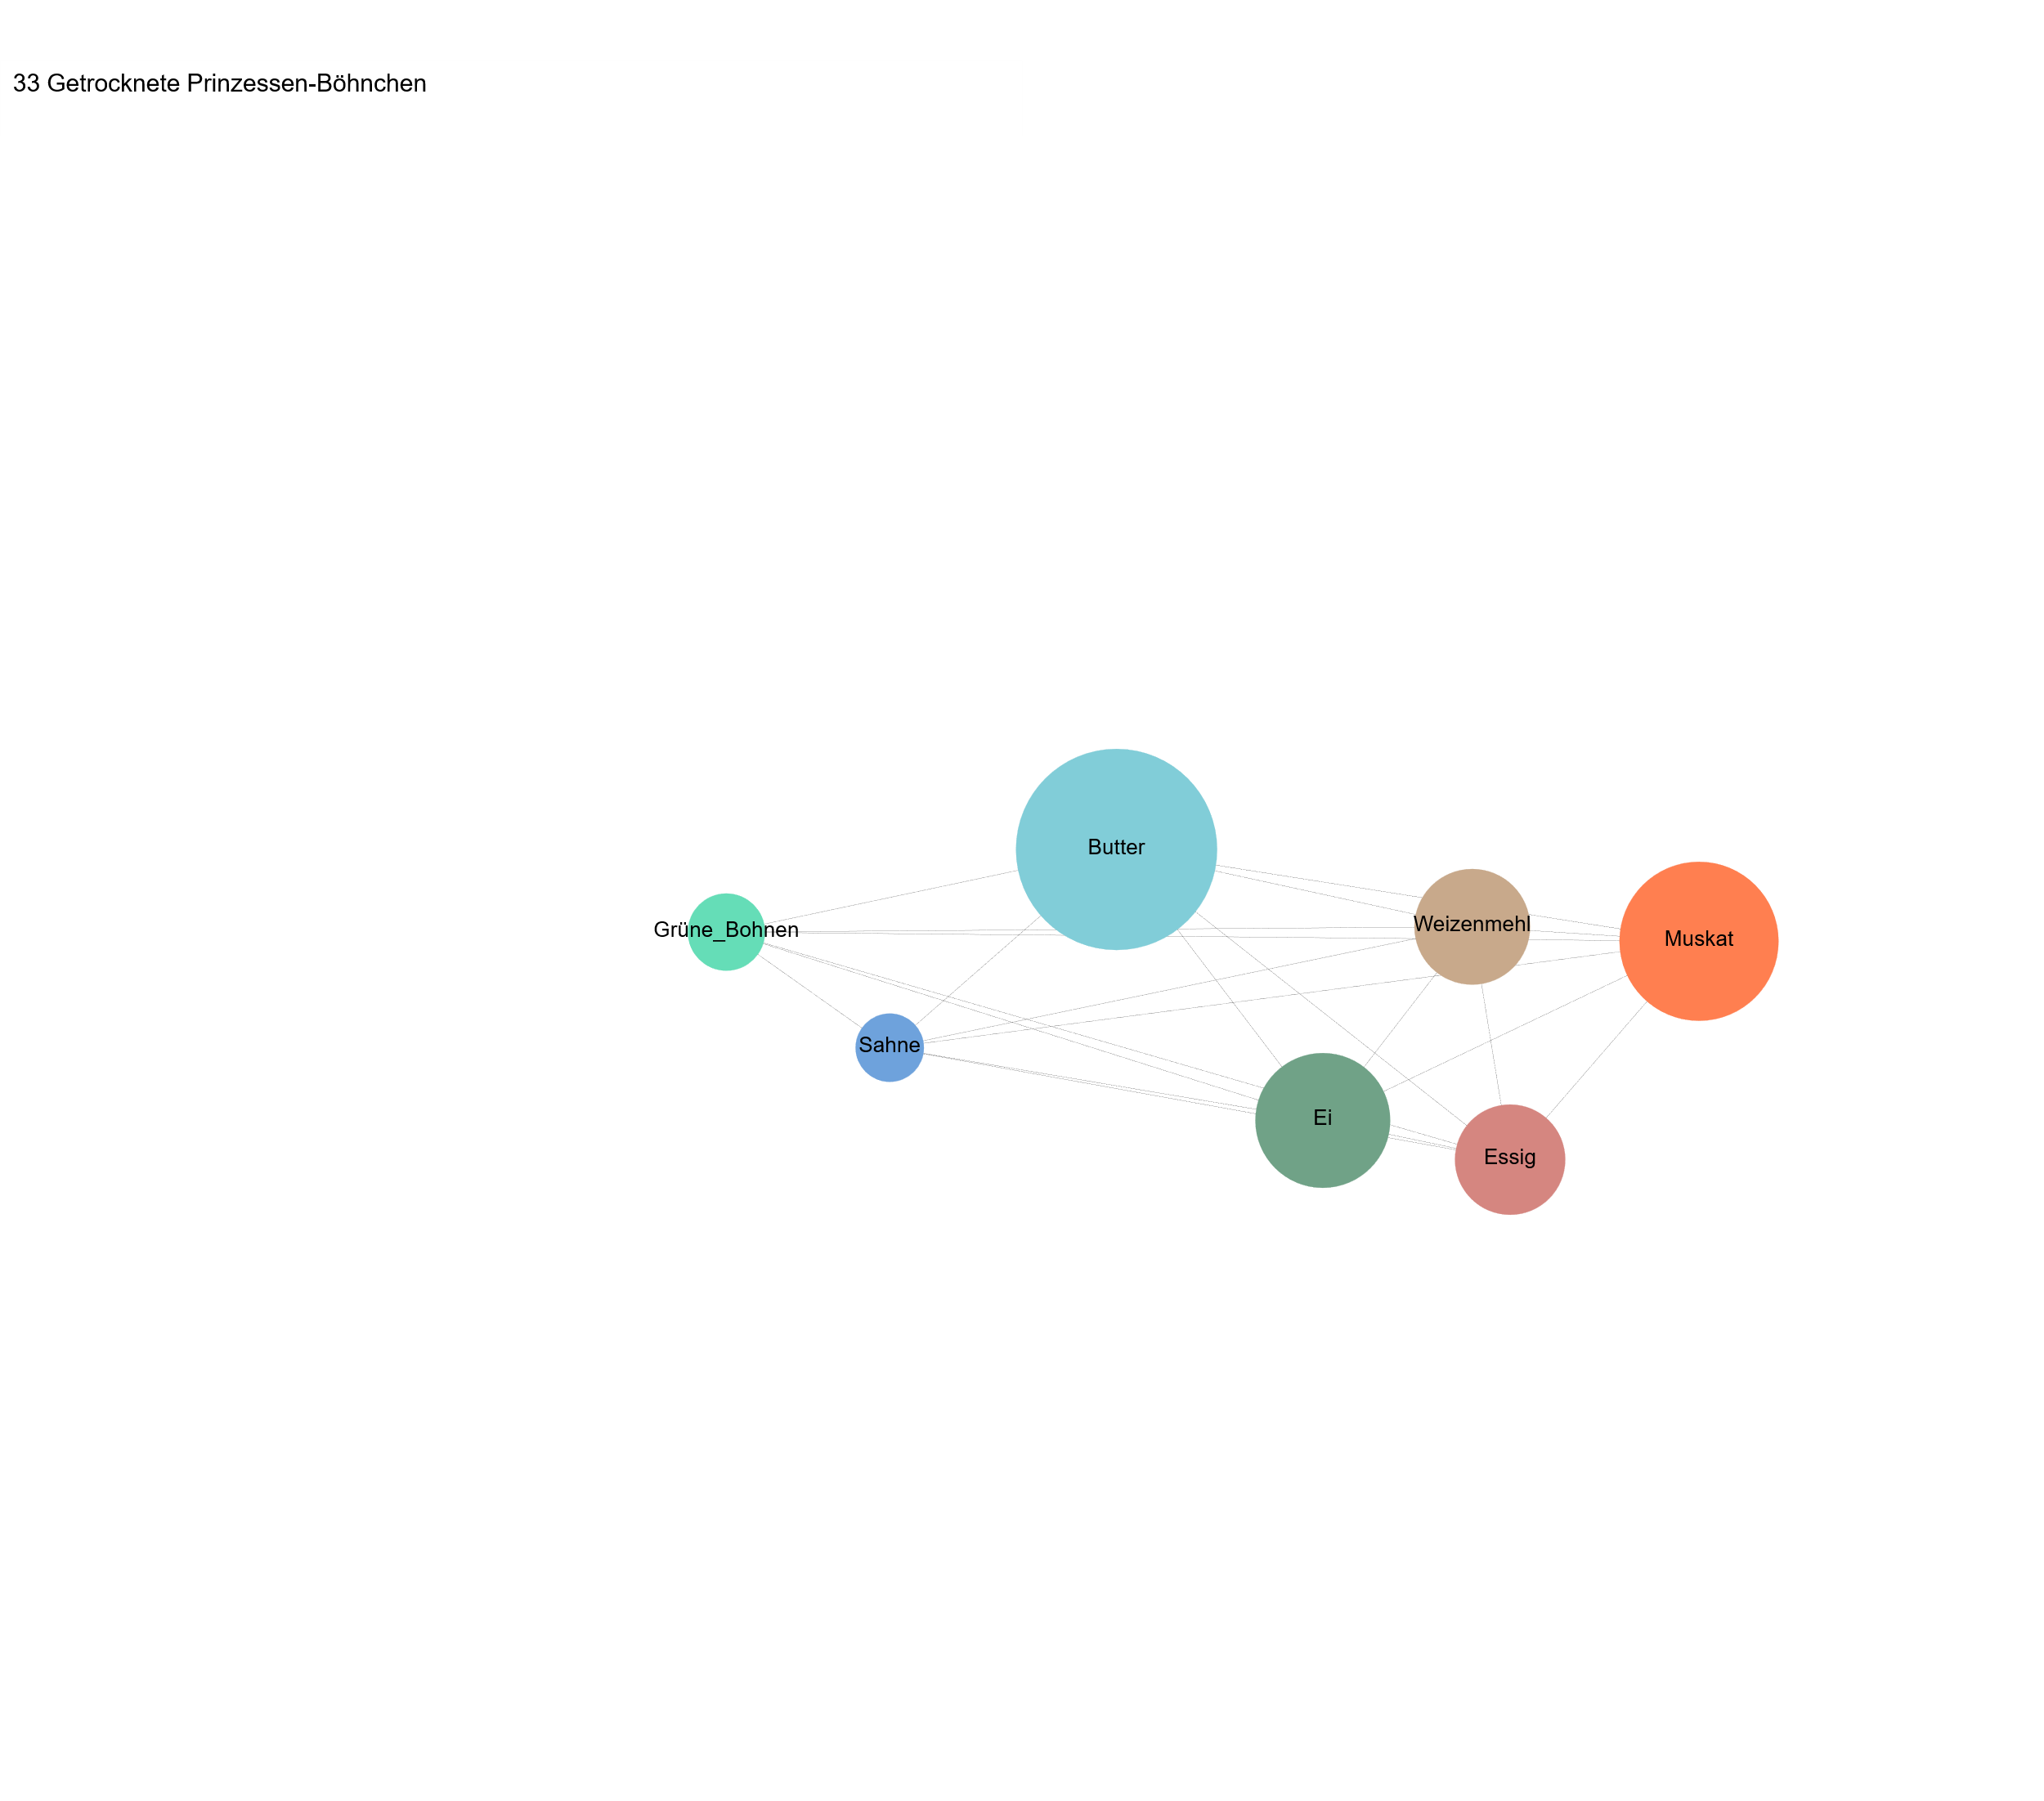 33 Getrocknete Prinzessen-Böhnchen
Butter
Weizenmehl
Grüne_Bohnen
Muskat
Sahne
Ei
Essig